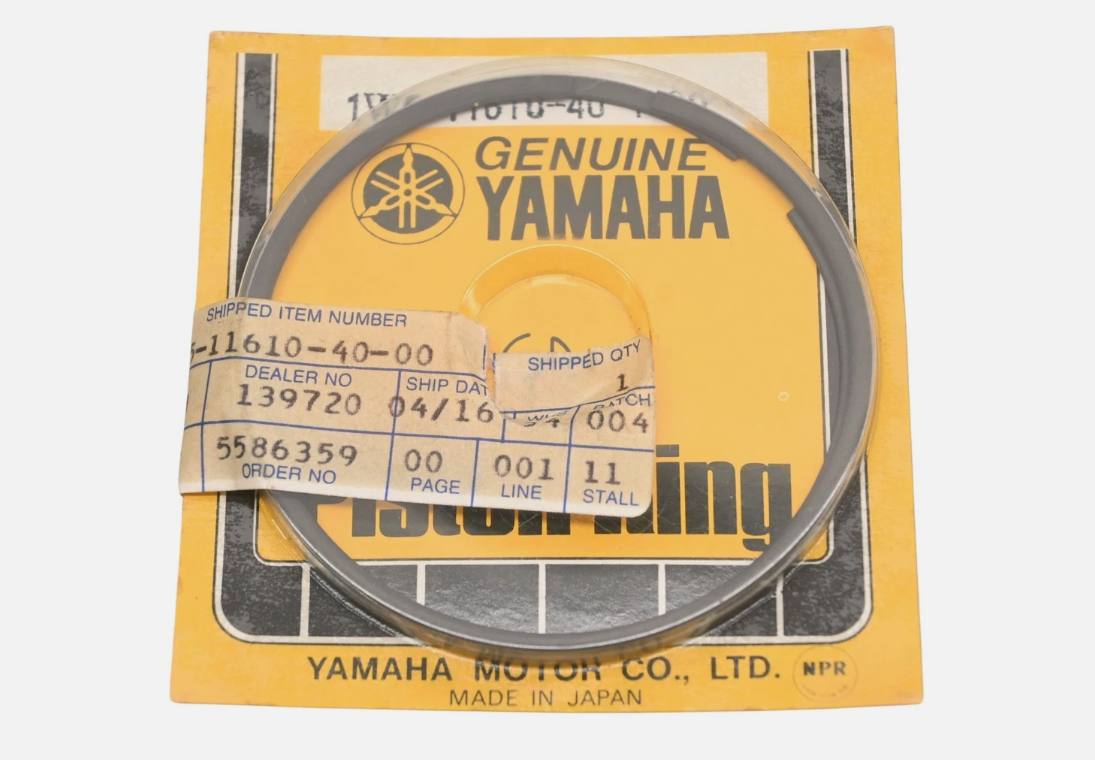 11610-40
GENUINE
YAMAHA
SHIPPED ITEM NUMBER
-11610-40-00
SHIPPED QTY
1
DEALER NO
139720
SHIP DAT
04/16
004
5586359
ORDER NO
00
PAGE
001
LINE
11
STALL
Piston Ring
YAMAHA MOTOR CO., LTD.
NPR
MADE IN JAPAN